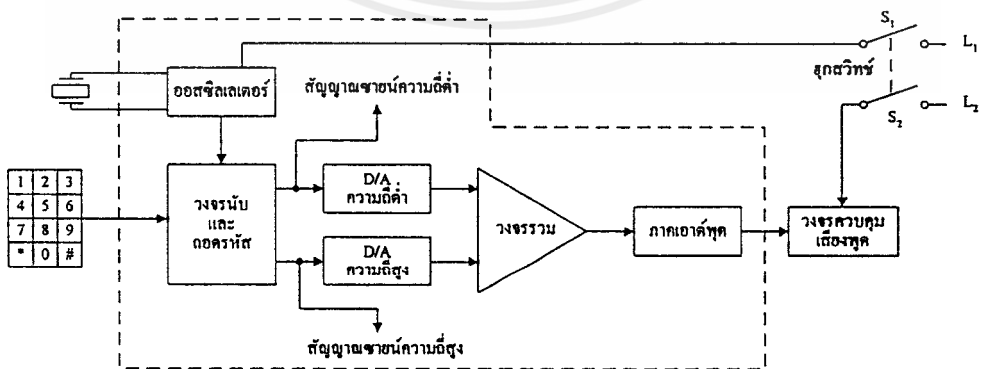 S₁
L₁
ฮุกสวิทช์
ออสซิลเลเตอร์
สัญญาณซายน์ความถี่ต่ำ
L₂
S₂
1 2 3
4 5 6
7 8 9
* 0 #
วงจรนับ
และ
ถอดรหัส
D/A
ความถี่ต่ำ
วงจรรวม
ภาคเอาต์พุต
วงจรควบคุม
เสียงพูด
D/A
ความถี่สูง
สัญญาณซายน์ความถี่สูง